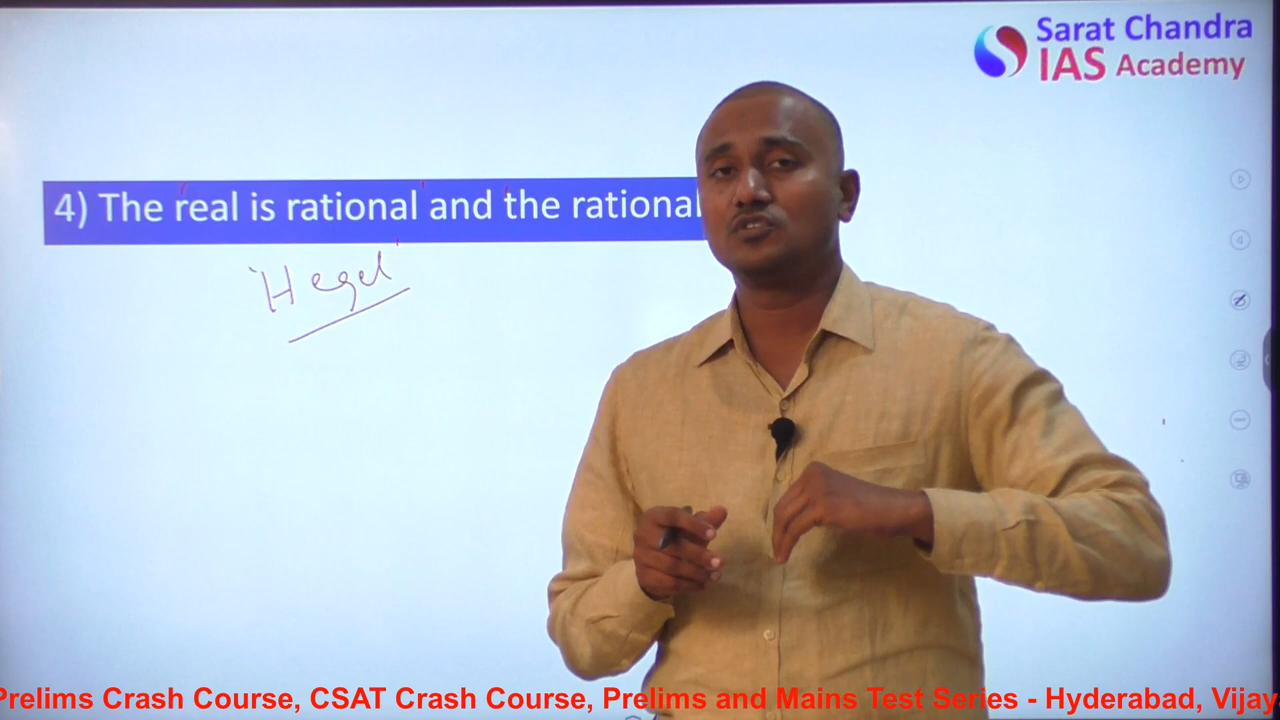 Sarat Chandra
IAS Academy
4) The real is rational and the rational
Hegel
Prelims Crash Course, CSAT Crash Course, Prelims and Mains Test Series - Hyderabad, Vijay